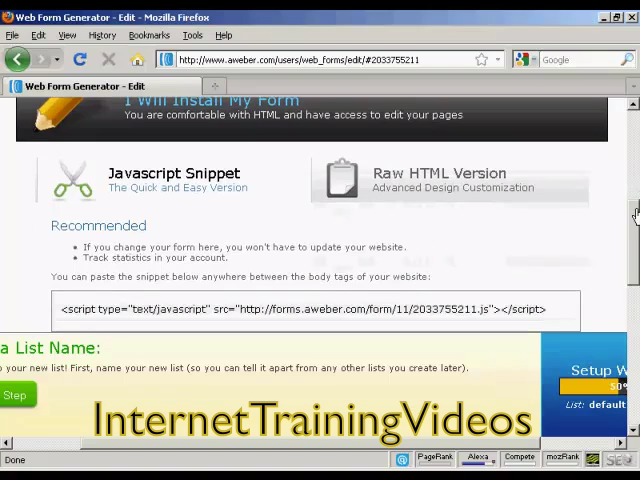 Web Form Generator - Edit - Mozilla Firefox
File Edit View History Bookmarks Tools Help
http://www.aweber.com/users/web_forms/edit/#2033755211
Google
Web Form Generator - Edit
I Will Install My Form
You are comfortable with HTML and have access to edit your pages
Javascript Snippet
The Quick and Easy Version
Raw HTML Version
Advanced Design Customization
Recommended
If you change your form here, you won't have to update your website.
Track statistics in your account.
You can paste the snippet below anywhere between the body tags of your website:
<script type="text/javascript" src="http://forms.aweber.com/form/11/2033755211.js"></script>
a List Name:
your new list! First, name your new list (so you can tell it apart from any other lists you create later).
Step
Setup W
50%
List: default
InternetTrainingVideos
Done
PageRank
Alexa
Compete
mozRank
SEO